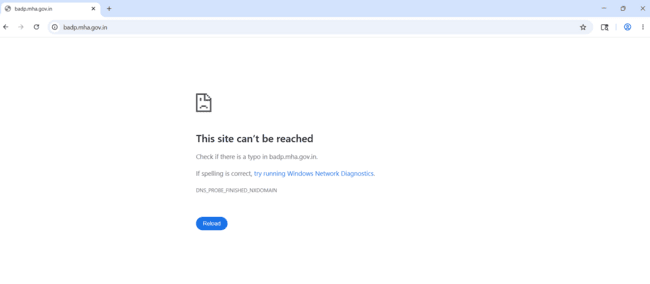 badp.mha.gov.in
badp.mha.gov.in
This site can't be reached
Check if there is a typo in badp.mha.gov.in.
If spelling is correct, try running Windows Network Diagnostics.
DNS_PROBE_FINISHED_NXDOMAIN
Reload